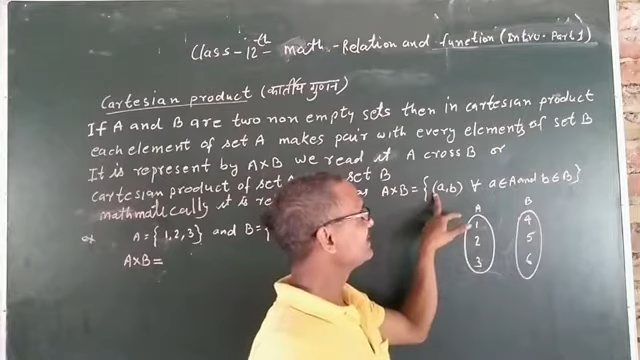 Class-12th math-Relation and function (Intro. Part 1)
Cartesian product (कार्तीय गुणन)
If A and B are two non empty sets then in cartesian product
each element of set A makes pair with every elements of set B
It is represent by A×B we read it A cross B or
cartesian product of set set B
mathmatically it is A×B = {(a,b) ∀ a∈A and b∈B}
ex A = {1,2,3} and B = {
A×B =
A B
1 4
2 5
3 6